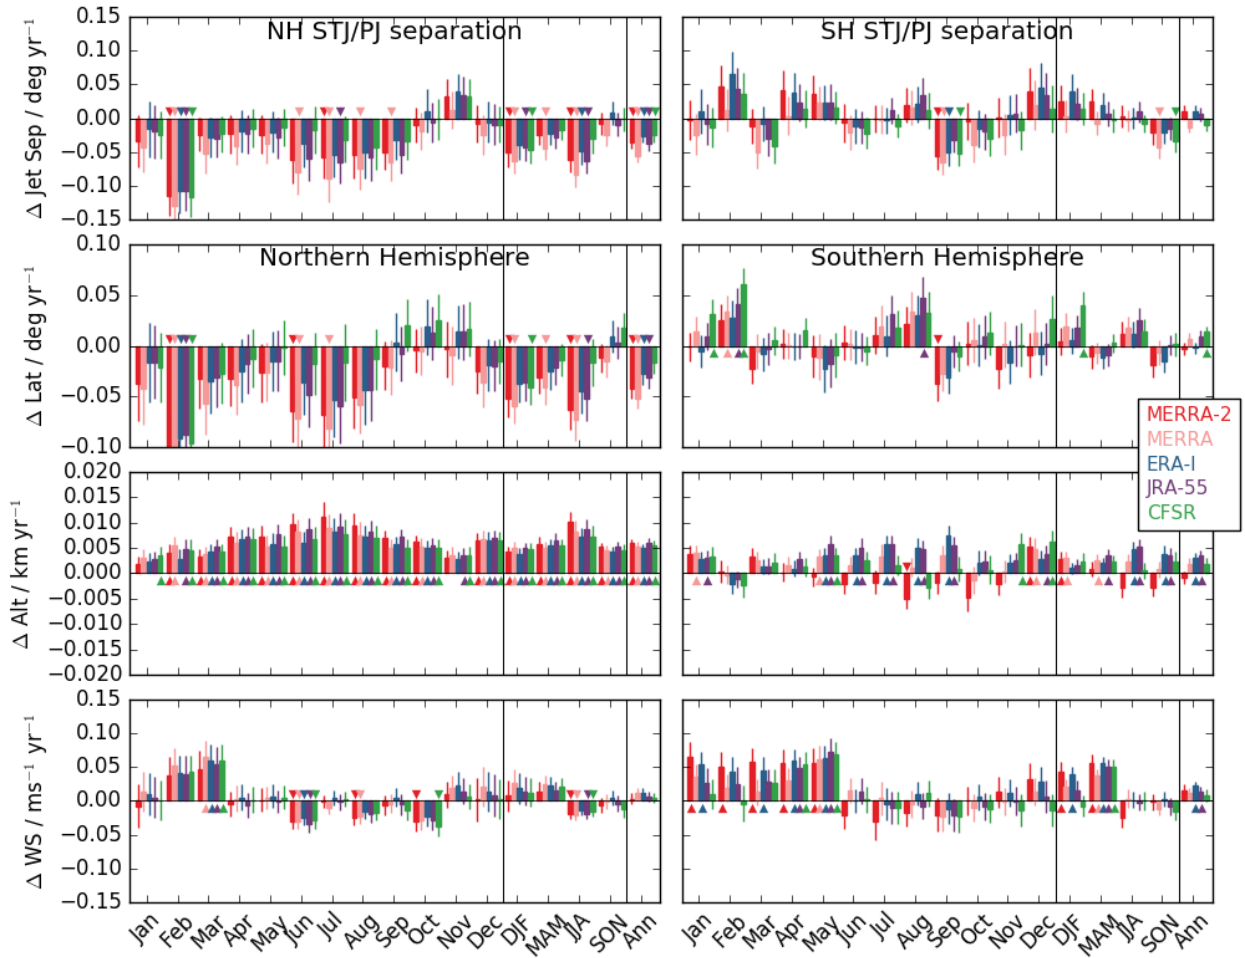 NH STJ/PJ separation
SH STJ/PJ separation
Δ Jet Sep / deg yr⁻¹
0.15
0.10
0.05
0.00
−0.05
−0.10
−0.15
Northern Hemisphere
Southern Hemisphere
Δ Lat / deg yr⁻¹
0.10
0.05
0.00
−0.05
−0.10
MERRA-2
MERRA
ERA-I
JRA-55
CFSR
Δ Alt / km yr⁻¹
0.020
0.015
0.010
0.005
0.000
−0.005
−0.010
−0.015
−0.020
Δ WS / ms⁻¹ yr⁻¹
0.15
0.10
0.05
0.00
−0.05
−0.10
−0.15
Jan Feb Mar Apr May Jun Jul Aug Sep Oct Nov Dec DJF MAM JJA SON Ann
Jan Feb Mar Apr May Jun Jul Aug Sep Oct Nov Dec DJF MAM JJA SON Ann